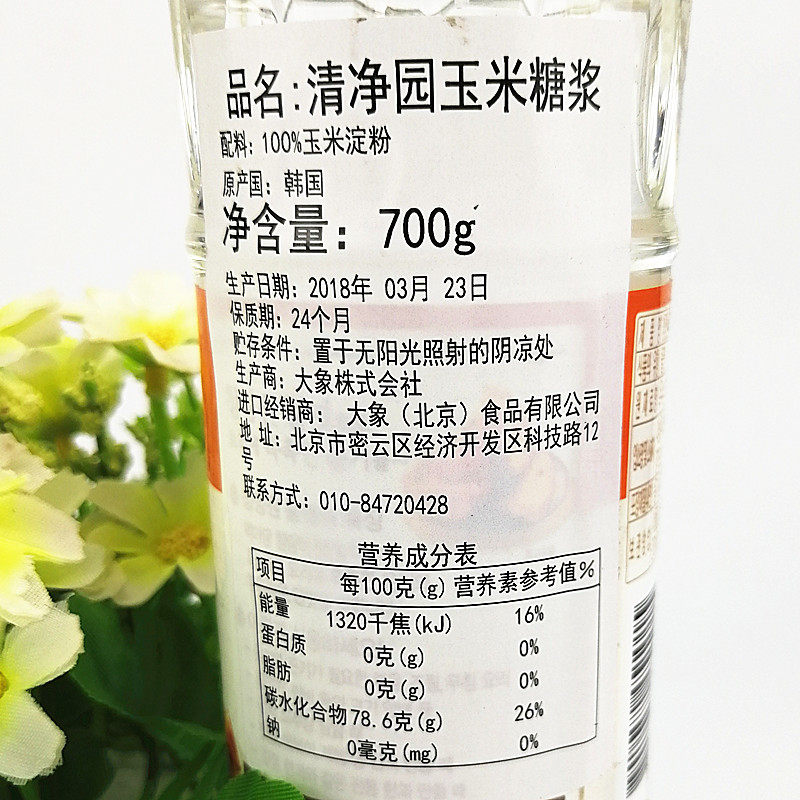 品名:清净园玉米糖浆
配料: 100%玉米淀粉
原产国: 韩国
净含量: 700g
生产日期: 2018年 03月 23日
保质期: 24个月
贮存条件: 置于无阳光照射的阴凉处
生产商: 大象株式会社
进口经销商: 大象（北京）食品有限公司
地 址: 北京市密云区经济开发区科技路12
号
联系方式: 010-84720428
营养成分表
项目 每100克(g) 营养素参考值%
能量 1320千焦(kJ) 16%
蛋白质 0克(g) 0%
脂肪 0克(g) 0%
碳水化合物 78.6克(g) 26%
钠 0毫克(mg) 0%